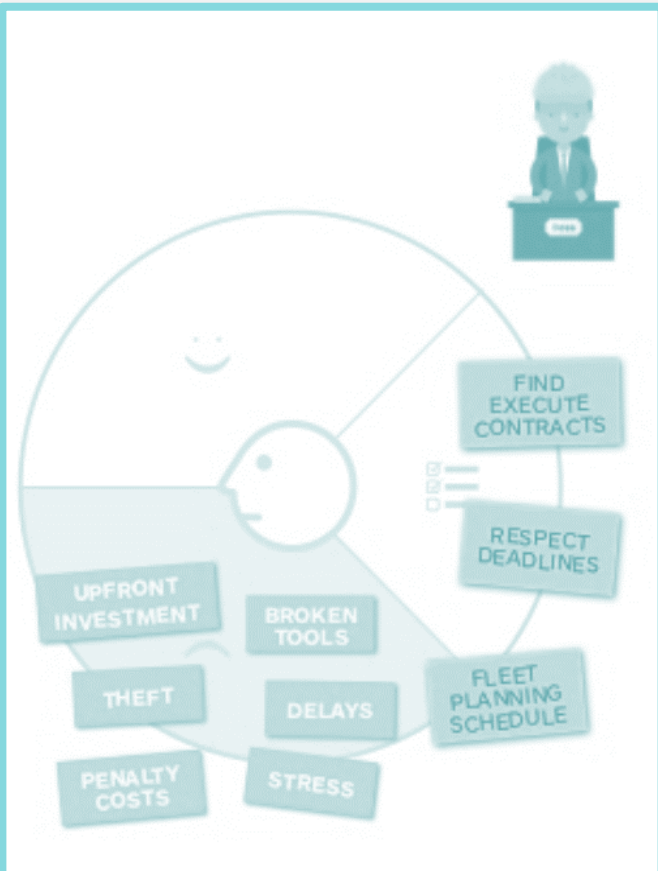 FIND
EXECUTE
CONTRACTS
RESPECT
DEADLINES
FLEET
PLANNING
SCHEDULE
UPFRONT
INVESTMENT
BROKEN
TOOLS
THEFT
DELAYS
PENALTY
COSTS
STRESS